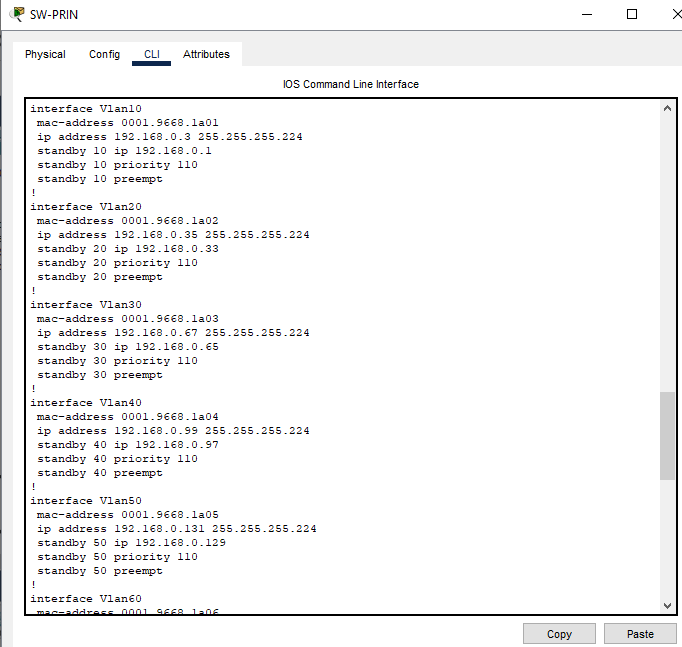 SW-PRIN
Physical Config CLI Attributes
IOS Command Line Interface
interface Vlan10
mac-address 0001.9668.1a01
ip address 192.168.0.3 255.255.255.224
standby 10 ip 192.168.0.1
standby 10 priority 110
standby 10 preempt
!
interface Vlan20
mac-address 0001.9668.1a02
ip address 192.168.0.35 255.255.255.224
standby 20 ip 192.168.0.33
standby 20 priority 110
standby 20 preempt
!
interface Vlan30
mac-address 0001.9668.1a03
ip address 192.168.0.67 255.255.255.224
standby 30 ip 192.168.0.65
standby 30 priority 110
standby 30 preempt
!
interface Vlan40
mac-address 0001.9668.1a04
ip address 192.168.0.99 255.255.255.224
standby 40 ip 192.168.0.97
standby 40 priority 110
standby 40 preempt
!
interface Vlan50
mac-address 0001.9668.1a05
ip address 192.168.0.131 255.255.255.224
standby 50 ip 192.168.0.129
standby 50 priority 110
standby 50 preempt
!
interface Vlan60
mac-address 0001.9668.1a06
Copy Paste